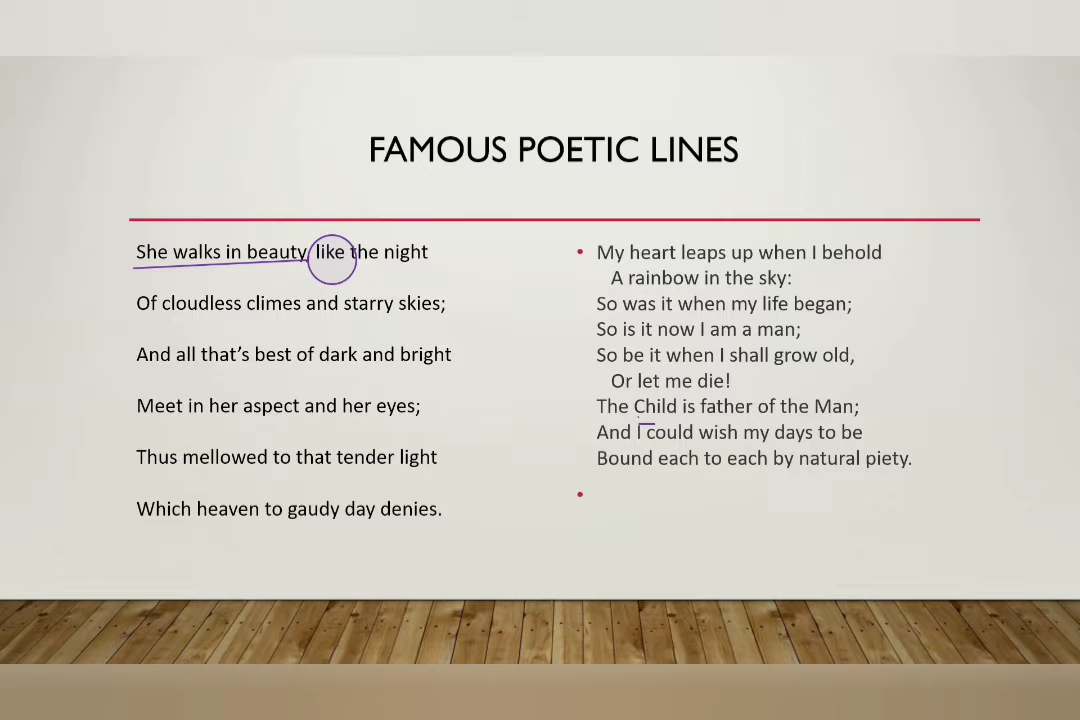 FAMOUS POETIC LINES
She walks in beauty, like the night
Of cloudless climes and starry skies;
And all that’s best of dark and bright
Meet in her aspect and her eyes;
Thus mellowed to that tender light
Which heaven to gaudy day denies.
• My heart leaps up when I behold
A rainbow in the sky:
So was it when my life began;
So is it now I am a man;
So be it when I shall grow old,
Or let me die!
The Child is father of the Man;
And I could wish my days to be
Bound each to each by natural piety.
•